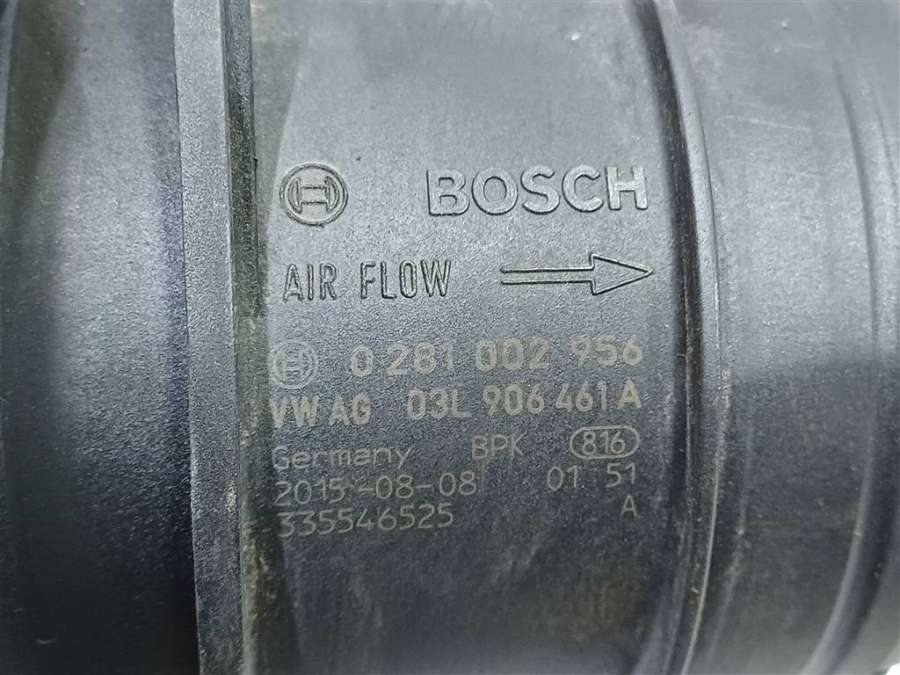 BOSCH
AIR FLOW
0 281 002 956
VW AG 03L 906 461 A
Germany BPK 816
2015-08-08 01 51
335546525 A